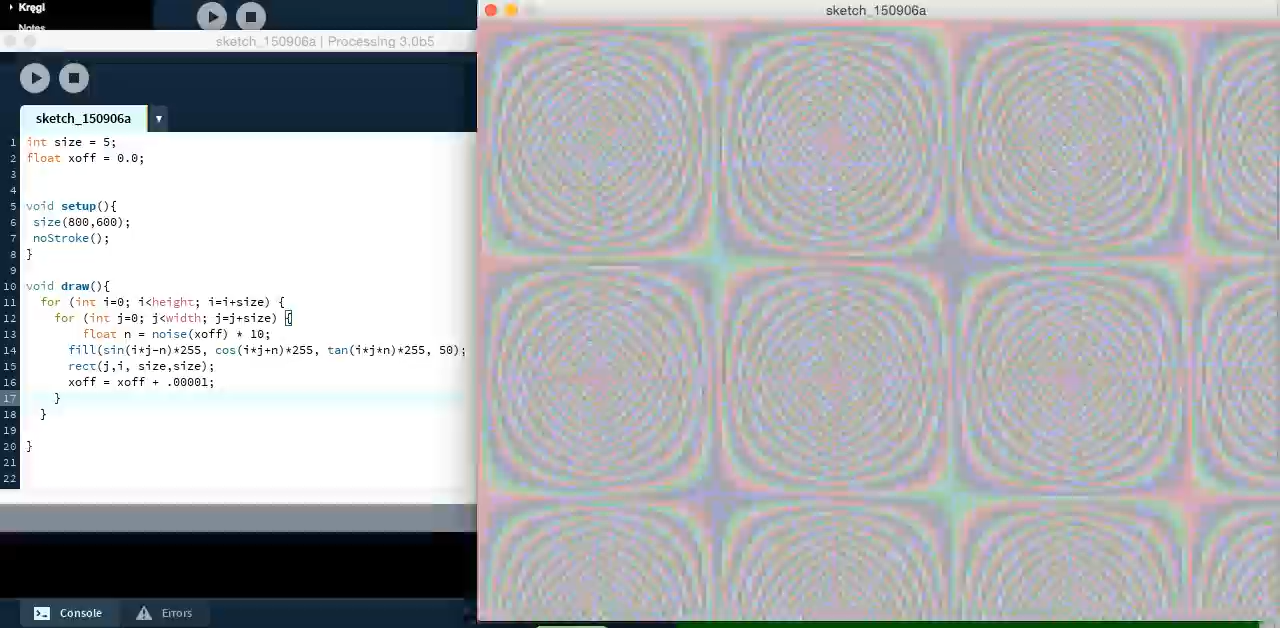 Kręgl
Notes
sketch_150906a | Processing 3.0b5
sketch_150906a
sketch_150906a
1 int size = 5;
2 float xoff = 0.0;
3
4
5 void setup(){
6 size(800,600);
7 noStroke();
8 }
9
10 void draw(){
11 for (int i=0; i<height; i=i+size) {
12 for (int j=0; j<width; j=j+size) {
13 float n = noise(xoff) * 10;
14 fill(sin(i*j-n)*255, cos(i*j+n)*255, tan(i*j*n)*255, 50);
15 rect(j,i, size,size);
16 xoff = xoff + .00001;
17 }
18 }
19
20 }
21
22
Console
Errors